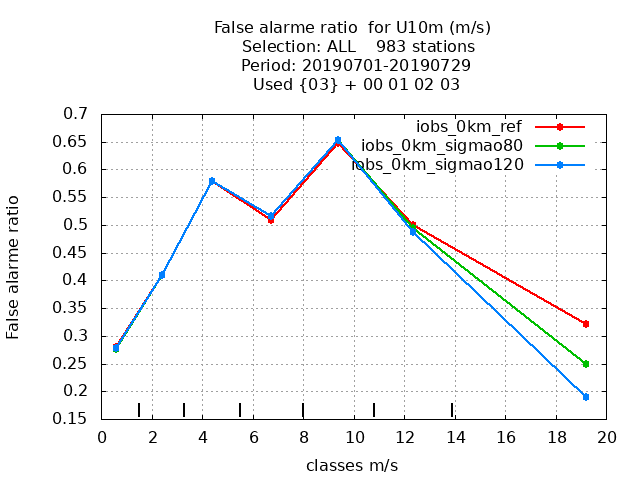 False alarme ratio  for U10m (m/s)
Selection: ALL    983 stations
Period: 20190701-20190729
Used {03} + 00 01 02 03
0.7
0.65
0.6
0.55
0.5
0.45
0.4
0.35
0.3
0.25
0.2
0.15
False alarme ratio
iobs_0km_ref
iobs_0km_sigmao80
iobs_0km_sigmao120
0 2 4 6 8 10 12 14 16 18 20
classes m/s